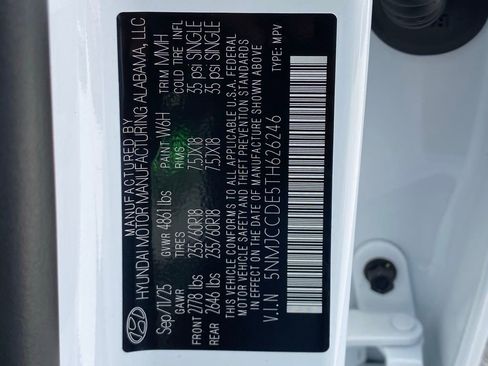 MANUFACTURED BY
HYUNDAI MOTOR MANUFACTURING ALABAMA, LLC
Sep/17/25 PAINT W6H TRIM MMH
GVWR 4861 lbs
GAWR TIRES RIMS COLD TIRE INF
FRONT 2178 lbs 235/60R18 7.5JX18 35 psi SINGLE
REAR 2646 lbs 235/60R18 7.5JX18 35 psi SINGLE
THIS VEHICLE CONFORMS TO ALL APPLICABLE U.S.A. FEDERAL
MOTOR VEHICLE SAFETY AND THEFT PREVENTION STANDARDS
IN EFFECT ON THE DATE OF MANUFACTURE SHOWN ABOVE
V.I.N 5NMJCCDE5TH626246 TYPE: MPV